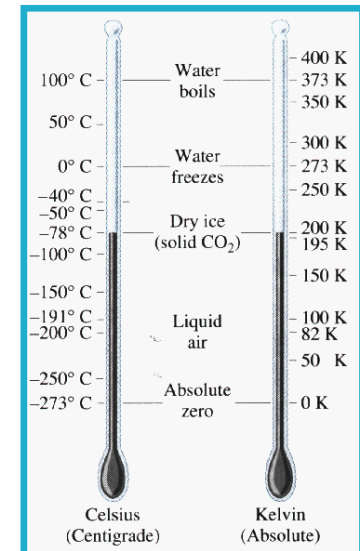 100° C
50° C
0° C
–40° C
–50° C
–78° C
–100° C
–150° C
–191° C
–200° C
–250° C
–273° C
Water
boils
Water
freezes
Dry ice
(solid CO₂)
Liquid
air
Absolute
zero
400 K
373 K
350 K
300 K
273 K
250 K
200 K
195 K
150 K
100 K
82 K
50 K
0 K
Celsius
(Centigrade)
Kelvin
(Absolute)